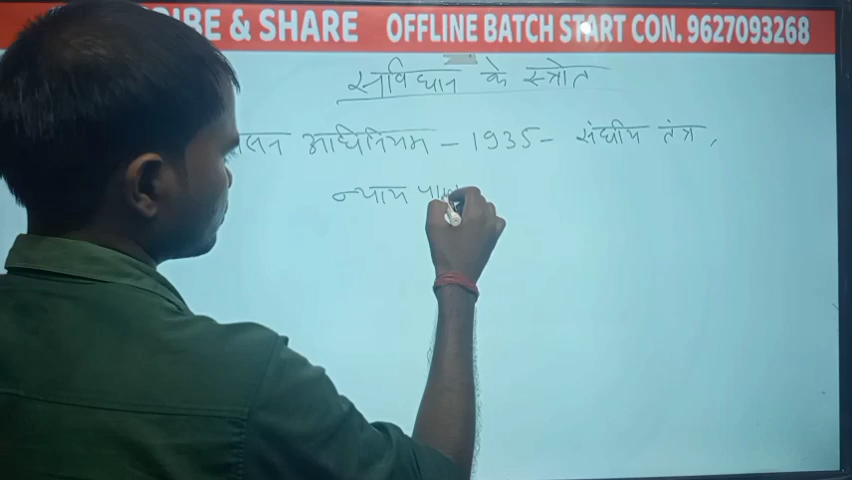 IBE & SHARE OFFLINE BATCH START CON. 9627093268
संविधान के स्त्रोत
अधिनियम - 1935 - संघीय तंत्र,
न्याय